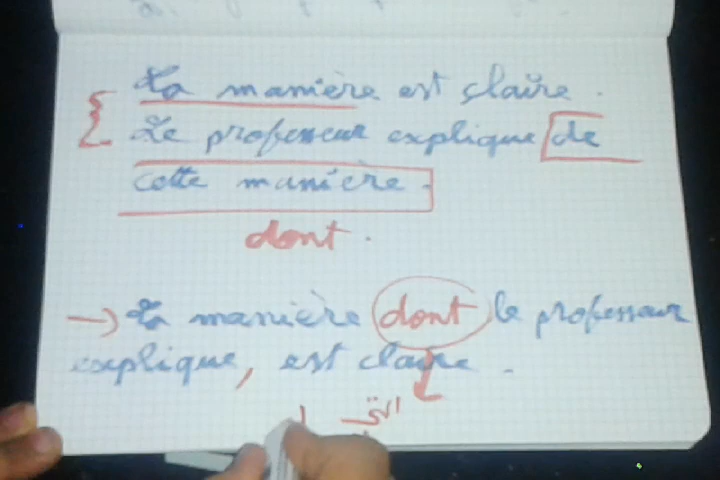 La manière est claire.
Le professeur explique de
cette manière.
dont.
→ La manière dont le professeur
explique, est claire.
التي